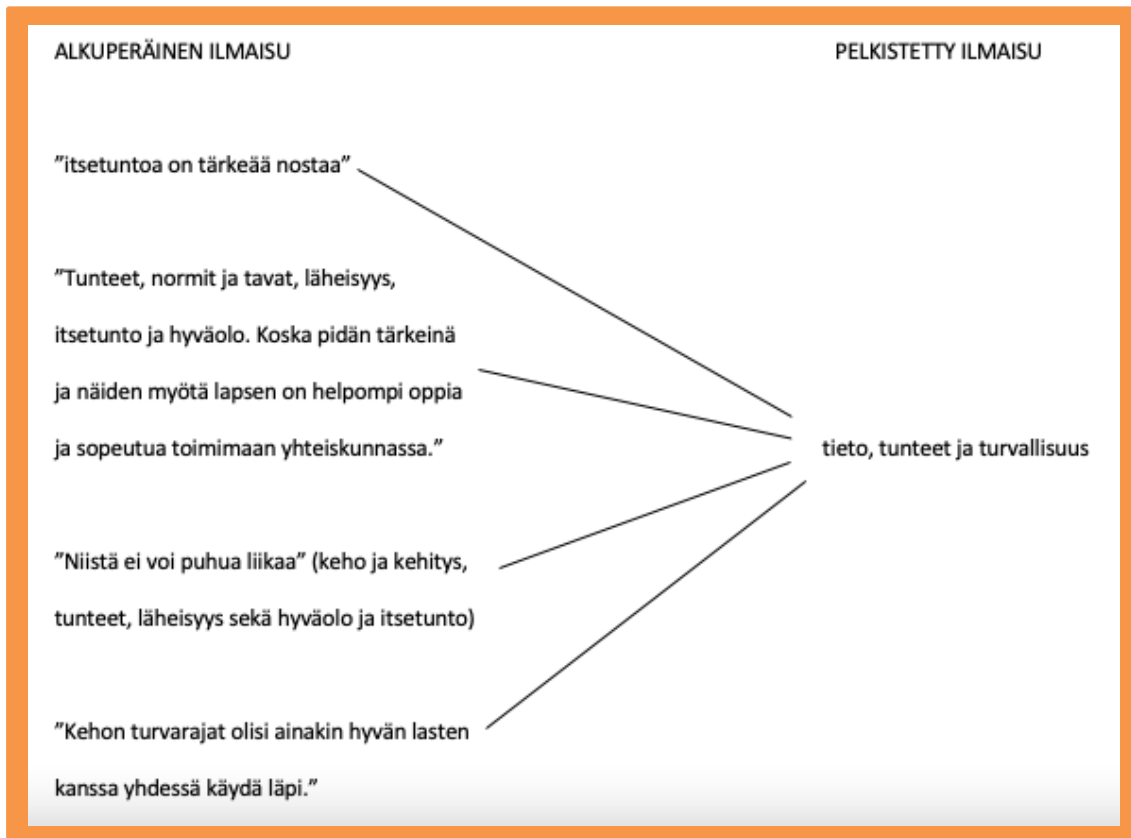 ALKUPERÄINEN ILMAISU
PELKISTETTY ILMAISU
”itsetuntoa on tärkeää nostaa”
”Tunteet, normit ja tavat, läheisyys,
itsetunto ja hyväolo. Koska pidän tärkeinä
ja näiden myötä lapsen on helpompi oppia
ja sopeutua toimimaan yhteiskunnassa.”
tieto, tunteet ja turvallisuus
”Niistä ei voi puhua liikaa” (keho ja kehitys,
tunteet, läheisyys sekä hyväolo ja itsetunto)
”Kehon turvarajat olisi ainakin hyvän lasten
kanssa yhdessä käydä läpi.”